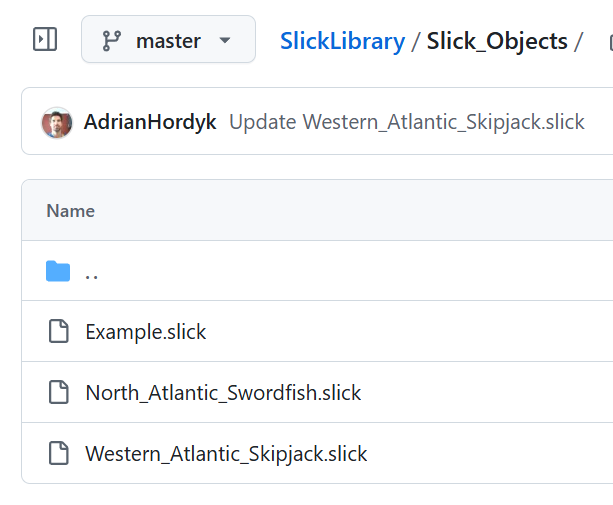 master SlickLibrary / Slick_Objects /
AdrianHordyk Update Western_Atlantic_Skipjack.slick
Name
..
Example.slick
North_Atlantic_Swordfish.slick
Western_Atlantic_Skipjack.slick